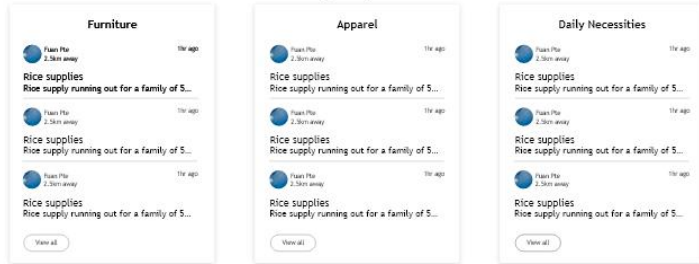 Furniture
Fuan Pte
1hr ago
2.5km away
Rice supplies
Rice supply running out for a family of 5...
Fuan Pte
1hr ago
2.5km away
Rice supplies
Rice supply running out for a family of 5...
Fuan Pte
1hr ago
2.5km away
Rice supplies
Rice supply running out for a family of 5...
View all
Apparel
Fuan Pte
1hr ago
2.5km away
Rice supplies
Rice supply running out for a family of 5...
Fuan Pte
1hr ago
2.5km away
Rice supplies
Rice supply running out for a family of 5...
Fuan Pte
1hr ago
2.5km away
Rice supplies
Rice supply running out for a family of 5...
View all
Daily Necessities
Fuan Pte
1hr ago
2.5km away
Rice supplies
Rice supply running out for a family of 5...
Fuan Pte
1hr ago
2.5km away
Rice supplies
Rice supply running out for a family of 5...
Fuan Pte
1hr ago
2.5km away
Rice supplies
Rice supply running out for a family of 5...
View all